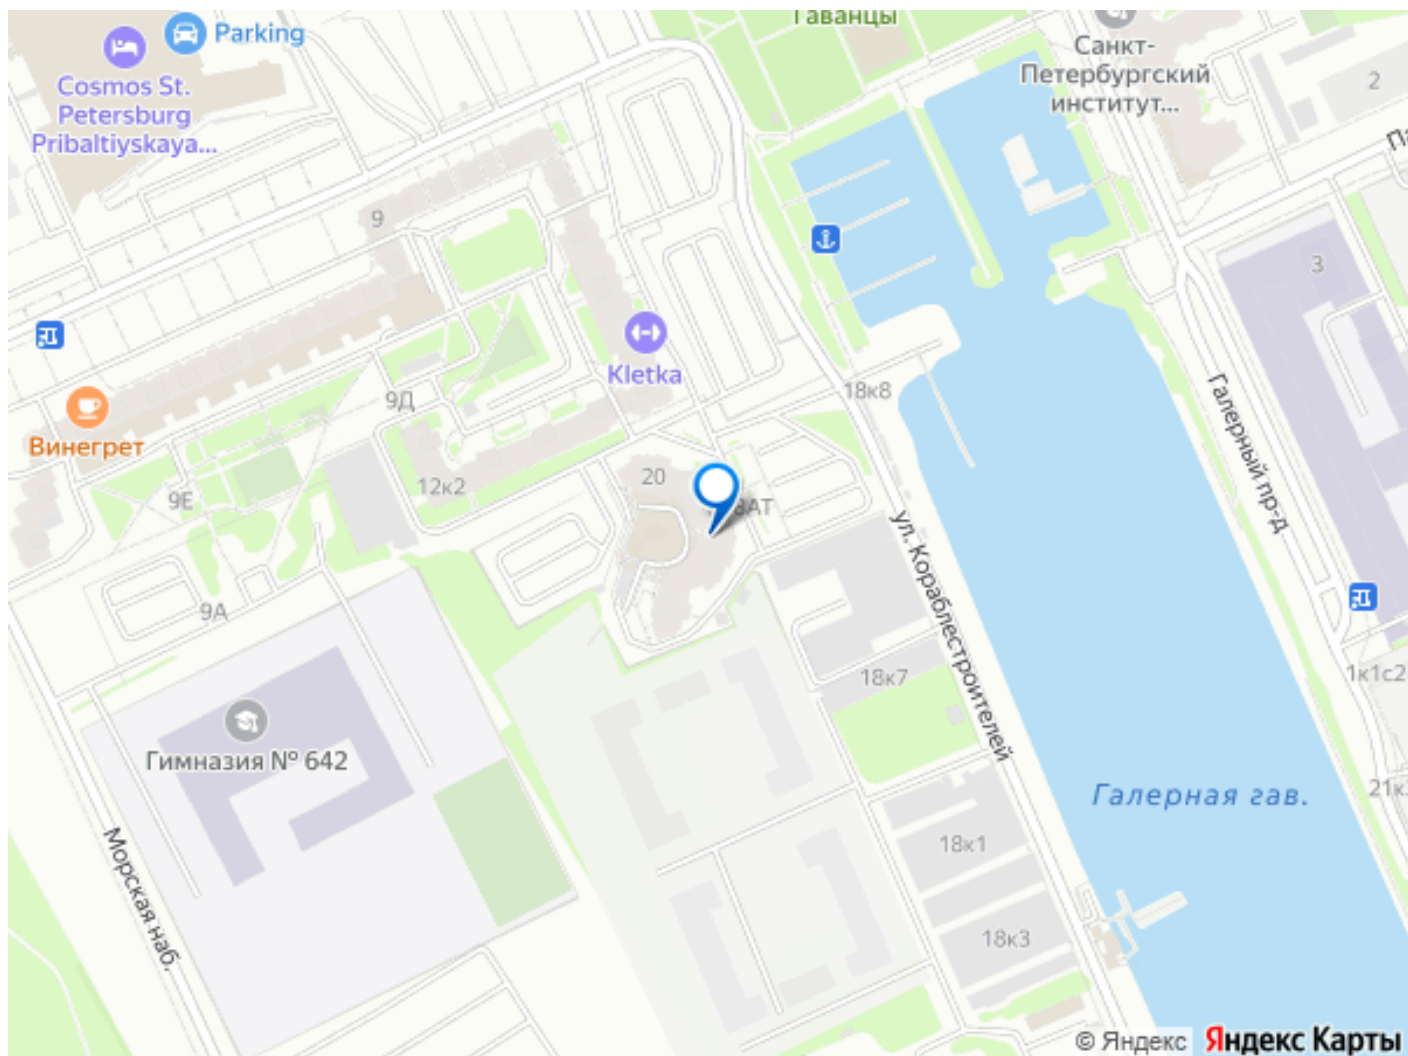 Parking
Cosmos St.
Petersburg
Pribaltiyskaya...
Гаванцы
Санкт-
Петербургский
институт...
2
9
3
Kletka
18к8
Винегрет
9Д
9Е
12к2
20
9А
Галерный пр-д
ул. Кораблестроителей
1к1с2
18к7
Гимназия № 642
Галерная гав.
18к1
Морская наб.
18к3
© Яндекс
Яндекс Карты